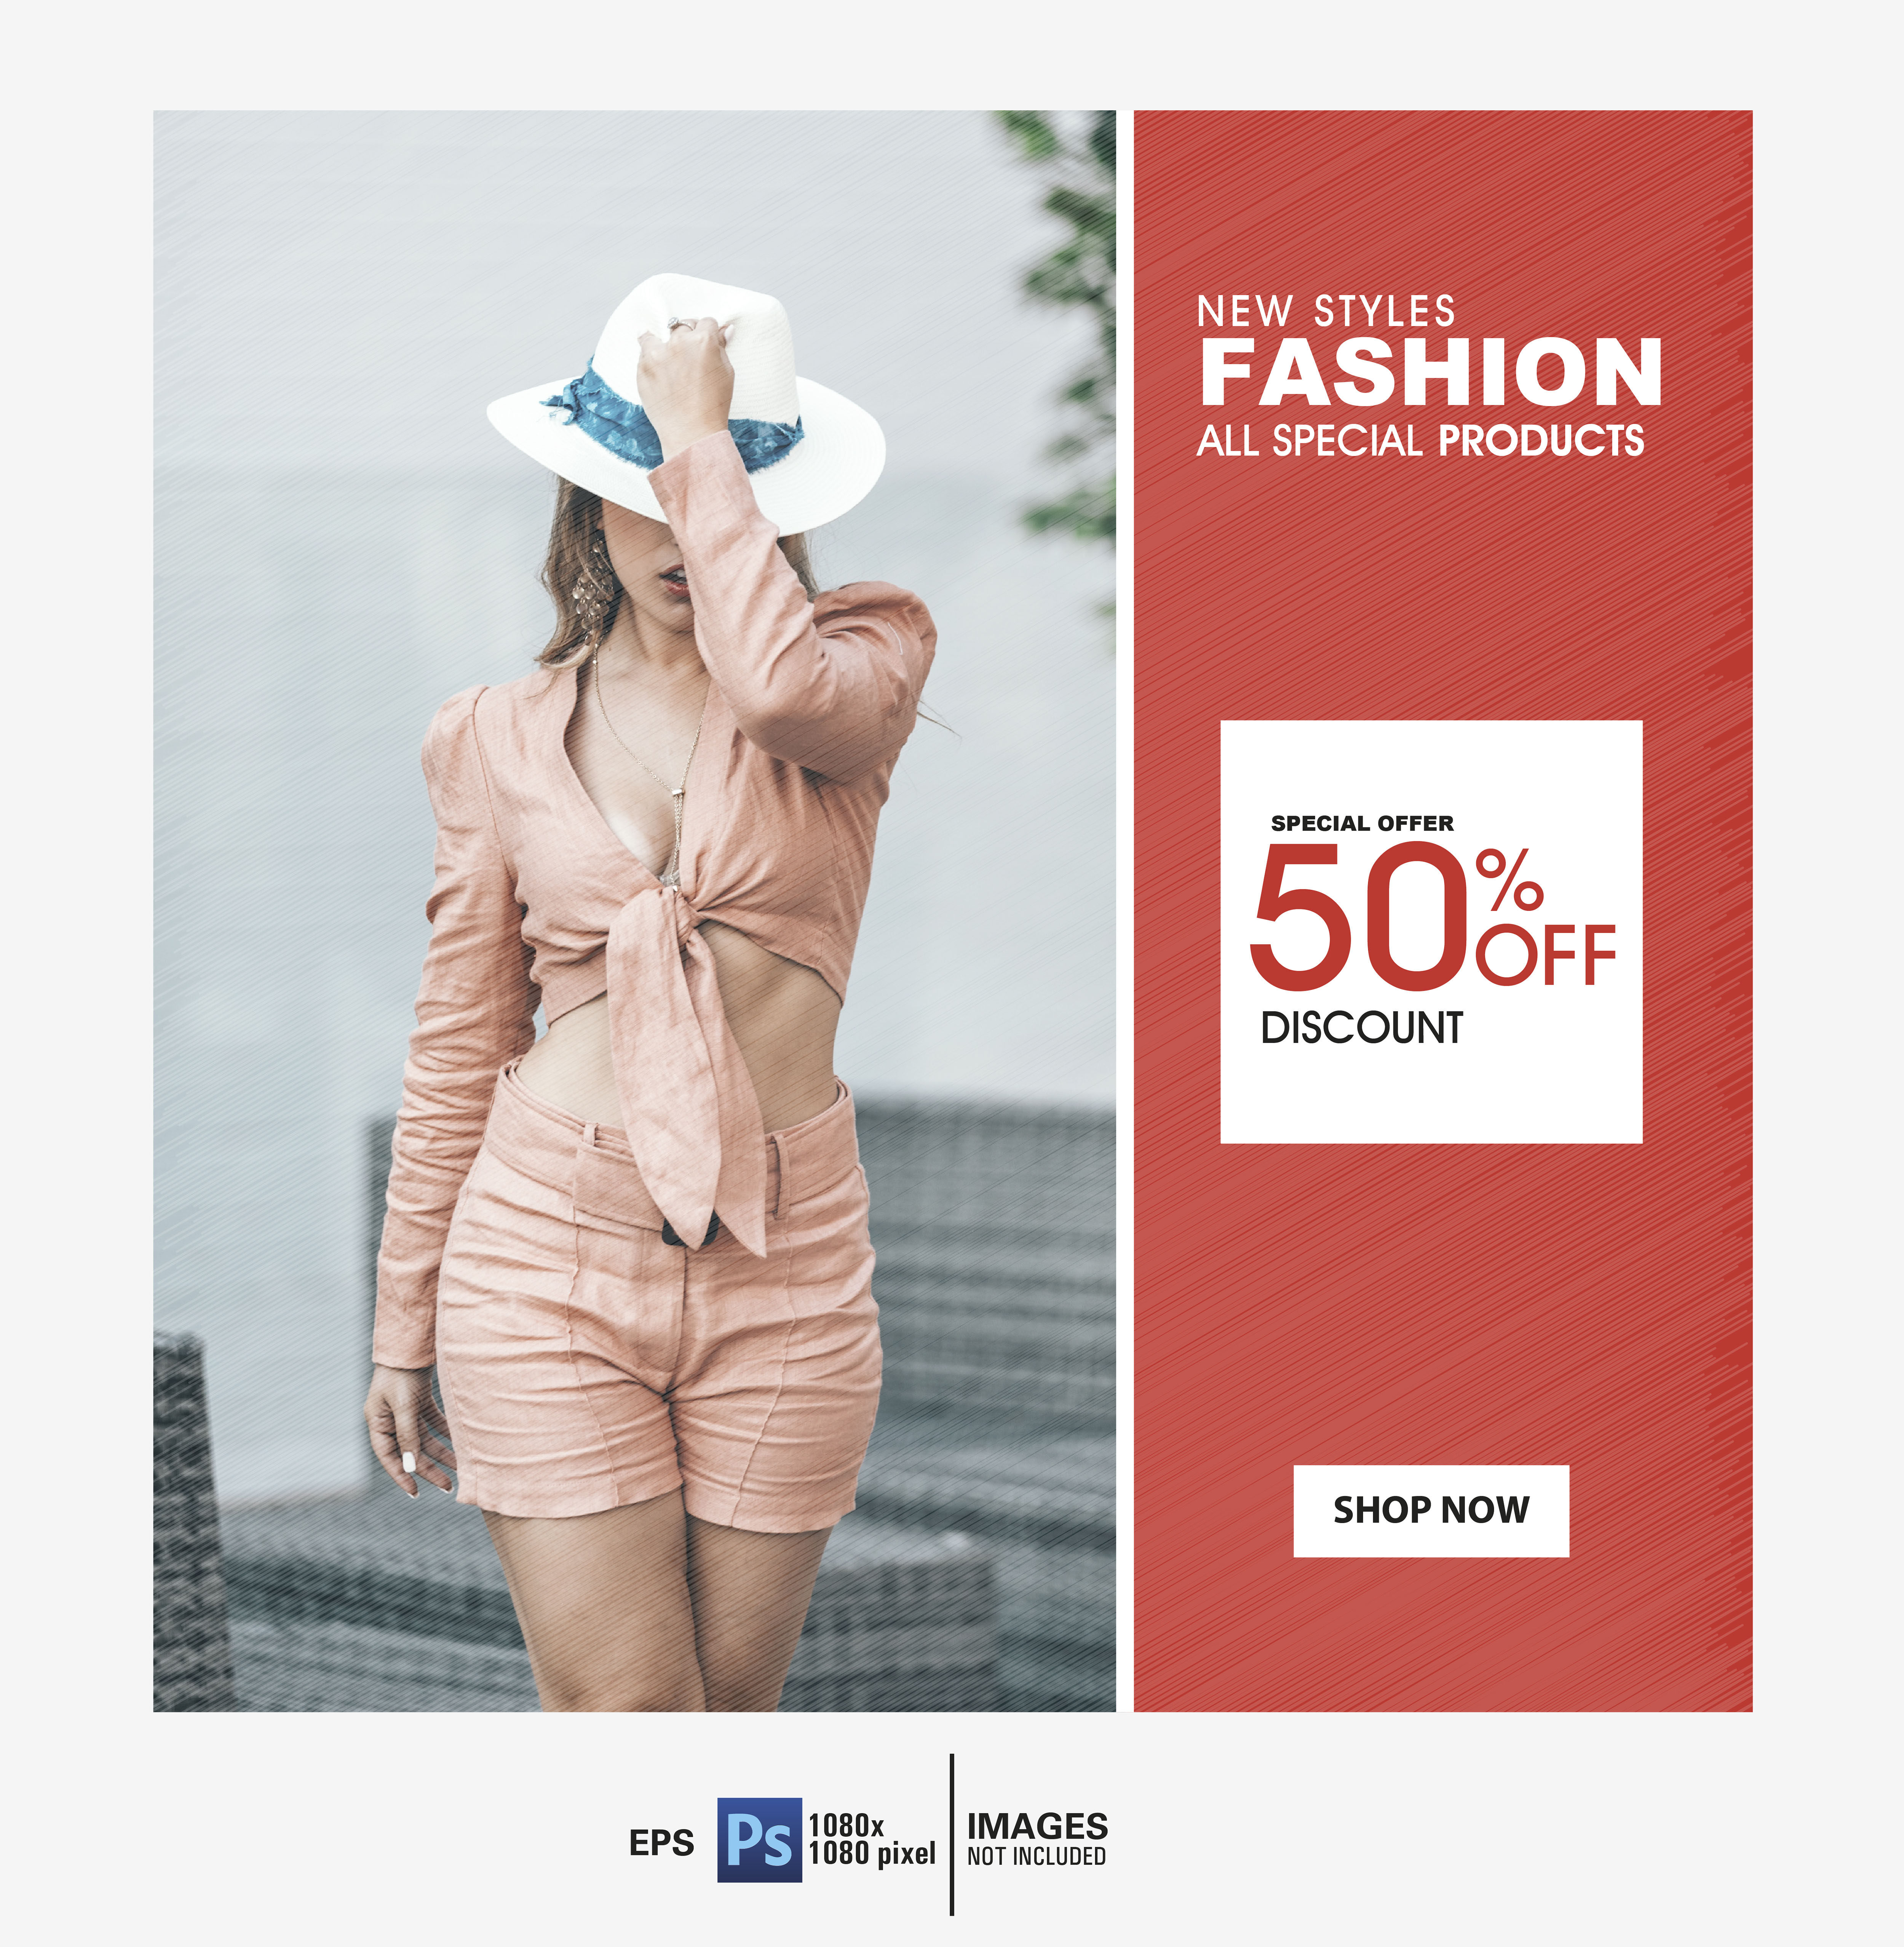 NEW STYLES
FASHION
ALL SPECIAL PRODUCTS
SPECIAL OFFER
50%
OFF
DISCOUNT
SHOP NOW
EPS
Ps
1080x
1080 pixel
IMAGES
NOT INCLUDED